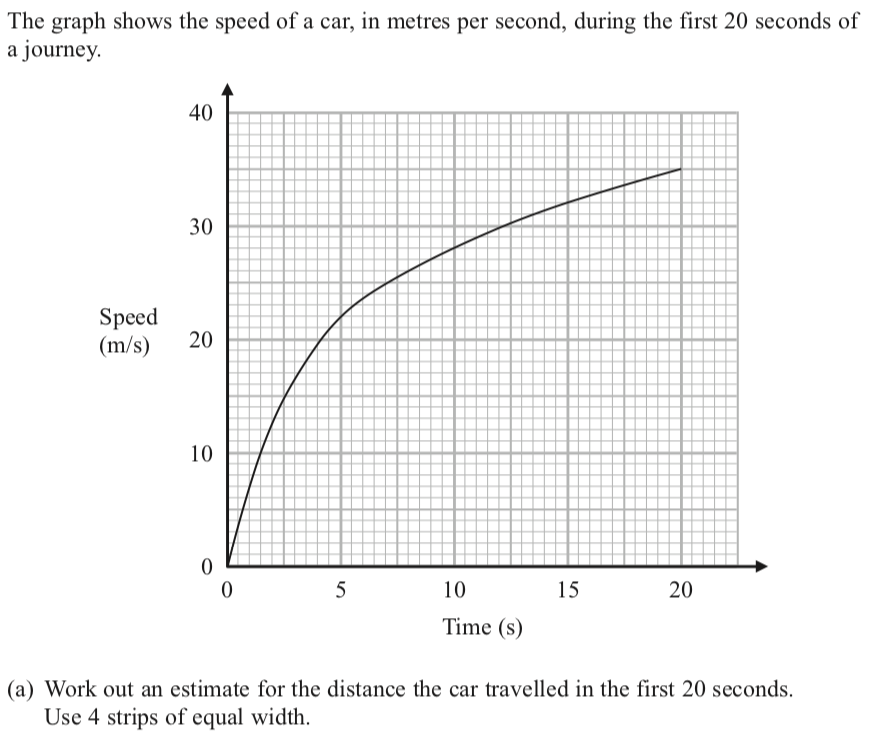 The graph shows the speed of a car, in metres per second, during the first 20 seconds of
a journey.
40
30
Speed
(m/s)
20
10
0
0 5 10 15 20
Time (s)
(a) Work out an estimate for the distance the car travelled in the first 20 seconds.
Use 4 strips of equal width.